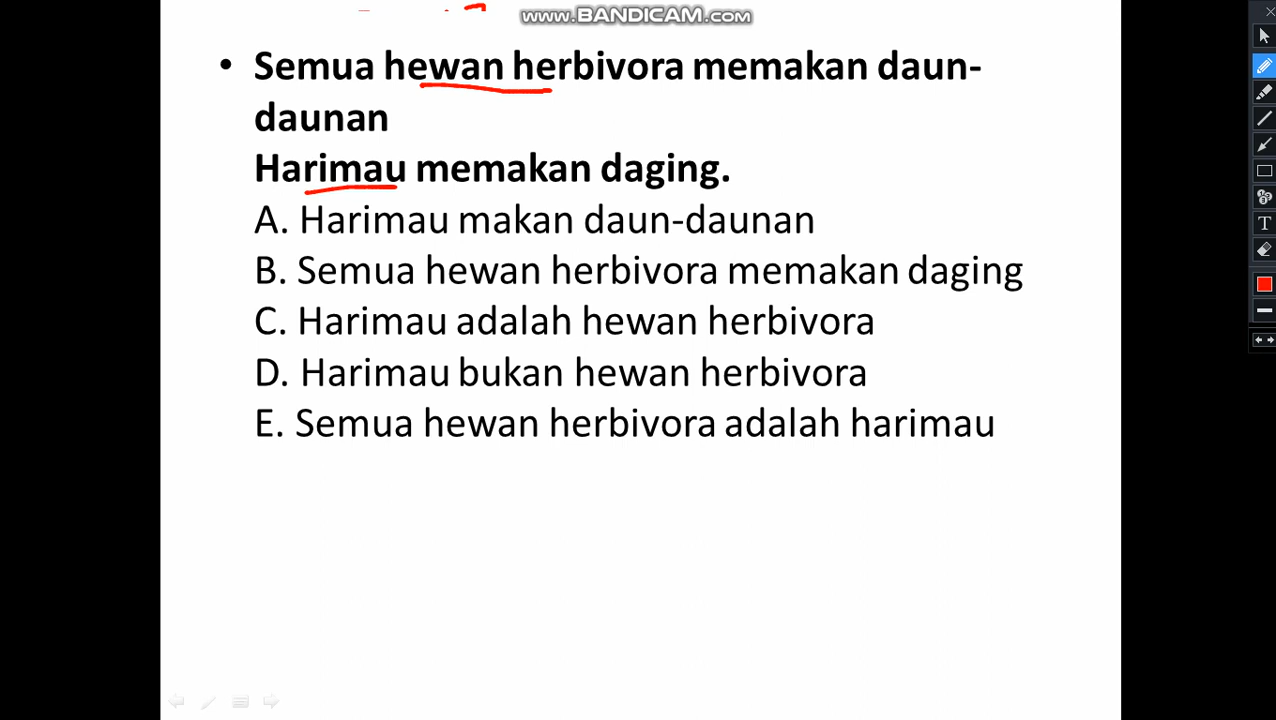 www.BANDICAM.com
• Semua hewan herbivora memakan daun-
daunan
Harimau memakan daging.
A. Harimau makan daun-daunan
B. Semua hewan herbivora memakan daging
C. Harimau adalah hewan herbivora
D. Harimau bukan hewan herbivora
E. Semua hewan herbivora adalah harimau
T